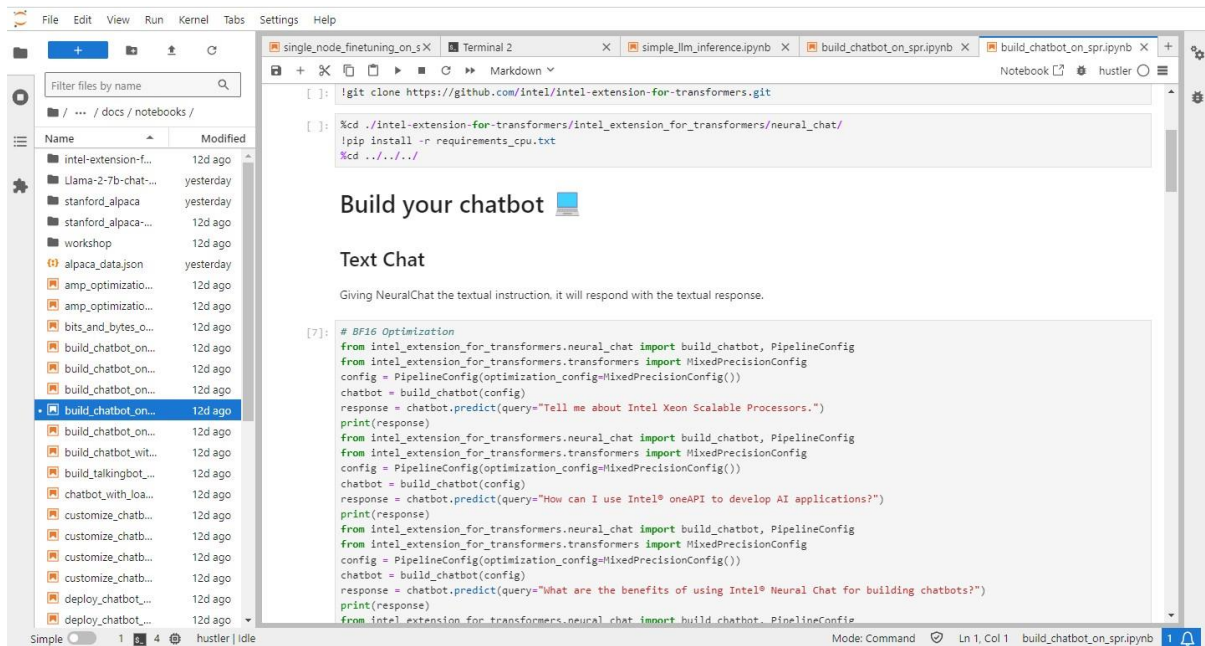 File Edit View Run Kernel Tabs Settings Help
single_node_finetuning_on_s Terminal 2 simple_llm_inference.ipynb build_chatbot_on_spr.ipynb build_chatbot_on_spr.ipynb
Markdown Notebook hustler
Filter files by name
/ ... / docs / notebooks /
Name Modified
intel-extension-f... 12d ago
Llama-2-7b-chat-... yesterday
stanford_alpaca yesterday
stanford_alpaca-... 12d ago
workshop 12d ago
alpaca_data.json yesterday
amp_optimizatio... 12d ago
amp_optimizatio... 12d ago
bits_and_bytes_o... 12d ago
build_chatbot_on... 12d ago
build_chatbot_on... 12d ago
build_chatbot_on... 12d ago
build_chatbot_on... 12d ago
build_chatbot_on... 12d ago
build_chatbot_wit... 12d ago
build_talkingbot_... 12d ago
chatbot_with_loa... 12d ago
customize_chatb... 12d ago
customize_chatb... 12d ago
customize_chatb... 12d ago
customize_chatb... 12d ago
deploy_chatbot_... 12d ago
deploy_chatbot_... 12d ago
[ ]: !git clone https://github.com/intel/intel-extension-for-transformers.git
[ ]: %cd ./intel-extension-for-transformers/intel_extension_for_transformers/neural_chat/
!pip install -r requirements_cpu.txt
%cd ../../../
Build your chatbot 💻
Text Chat
Giving NeuralChat the textual instruction, it will respond with the textual response.
[7]: # BF16 Optimization
from intel_extension_for_transformers.neural_chat import build_chatbot, PipelineConfig
from intel_extension_for_transformers.transformers import MixedPrecisionConfig
config = PipelineConfig(optimization_config=MixedPrecisionConfig())
chatbot = build_chatbot(config)
response = chatbot.predict(query="Tell me about Intel Xeon Scalable Processors.")
print(response)
from intel_extension_for_transformers.neural_chat import build_chatbot, PipelineConfig
from intel_extension_for_transformers.transformers import MixedPrecisionConfig
config = PipelineConfig(optimization_config=MixedPrecisionConfig())
chatbot = build_chatbot(config)
response = chatbot.predict(query="How can I use Intel® oneAPI to develop AI applications?")
print(response)
from intel_extension_for_transformers.neural_chat import build_chatbot, PipelineConfig
from intel_extension_for_transformers.transformers import MixedPrecisionConfig
config = PipelineConfig(optimization_config=MixedPrecisionConfig())
chatbot = build_chatbot(config)
response = chatbot.predict(query="What are the benefits of using Intel® Neural Chat for building chatbots?")
print(response)
from intel_extension_for_transformers.neural_chat import build_chatbot, PipelineConfig
Simple 1 4 hustler | Idle Mode: Command Ln 1, Col 1 build_chatbot_on_spr.ipynb 1